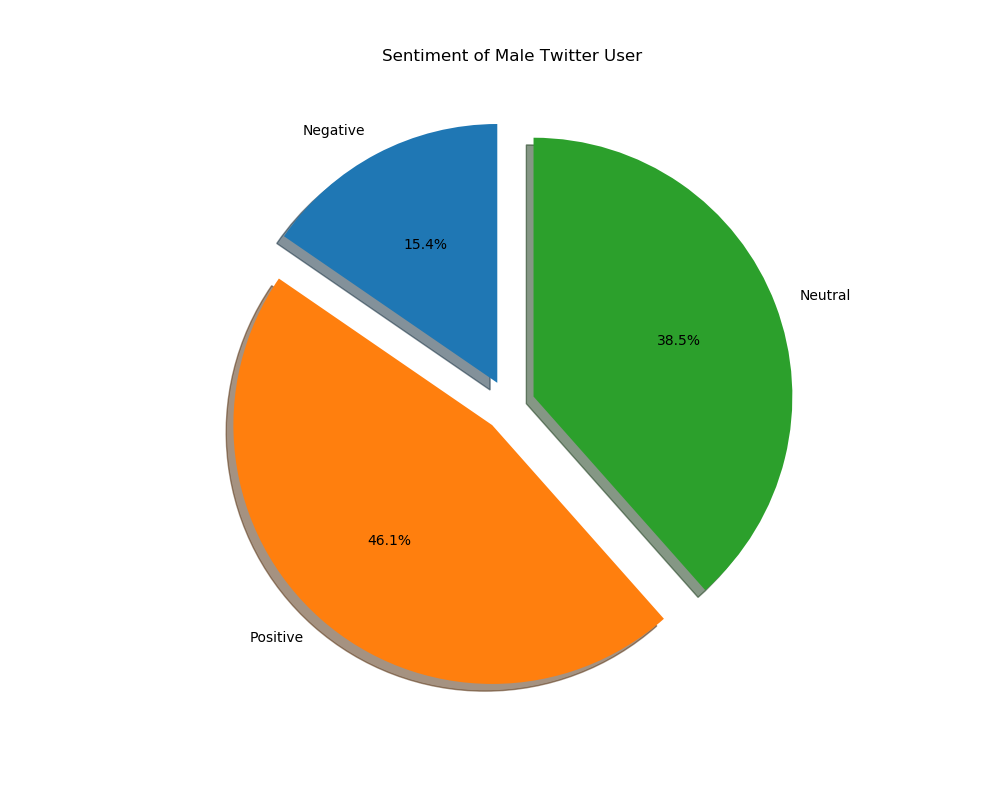 Sentiment of Male Twitter User
Negative
15.4%
Neutral
38.5%
46.1%
Positive